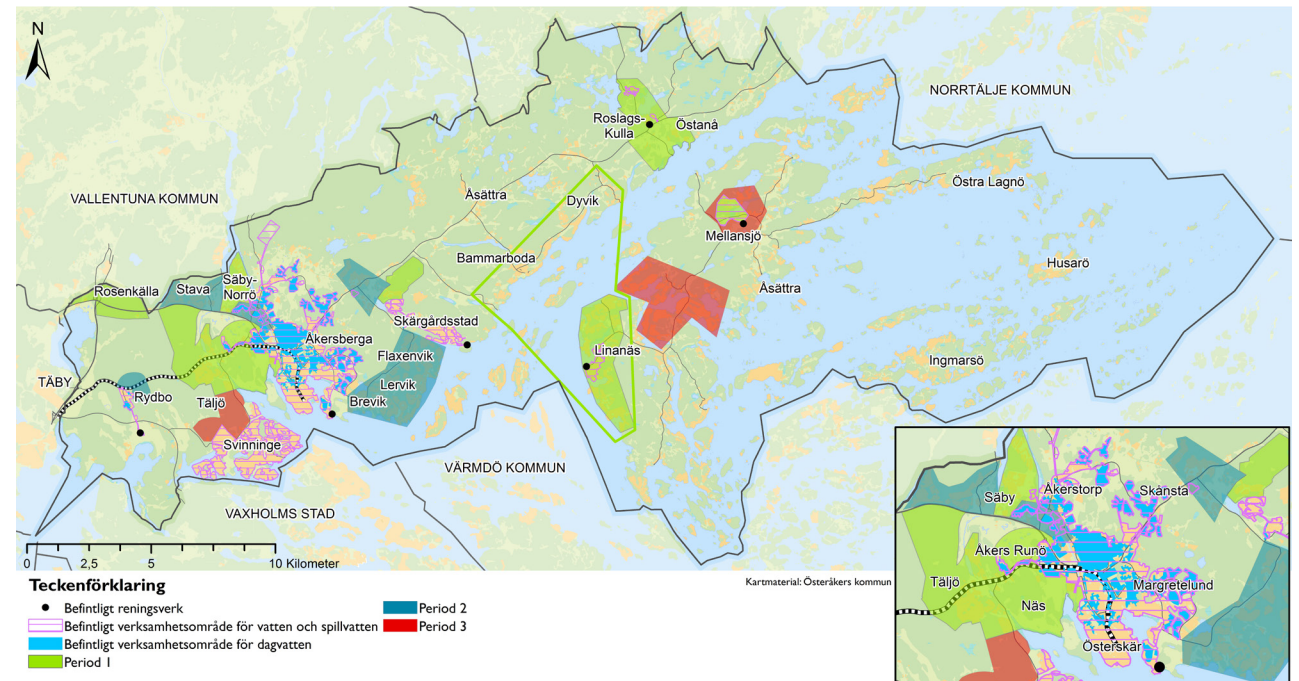 N
NORRTÄLJE KOMMUN
Roslags-
Kulla
Östanå
VALLENTUNA KOMMUN
Åsättra
Dyvik
Östra Lagnö
Mellansjö
Bammarboda
Husarö
Säby-
Norrö
Stava
Rosenkälla
Åsättra
Skärgårdsstad
Åkersberga
Linanäs
Flaxenvik
Ingmarsö
TÄBY
Lervik
Rydbo
Täljö
Brevik
Svinninge
VÄRMDÖ KOMMUN
VAXHOLMS STAD
0 2,5 5 10 Kilometer
Säby
Åkerstorp
Skånsta
Åkers Runö
Täljö
Margretelund
Näs
Österskär
Kartmaterial: Österåkers kommun
Teckenförklaring
Befintligt reningsverk
Befintligt verksamhetsområde för vatten och spillvatten
Befintligt verksamhetsområde för dagvatten
Period 1
Period 2
Period 3